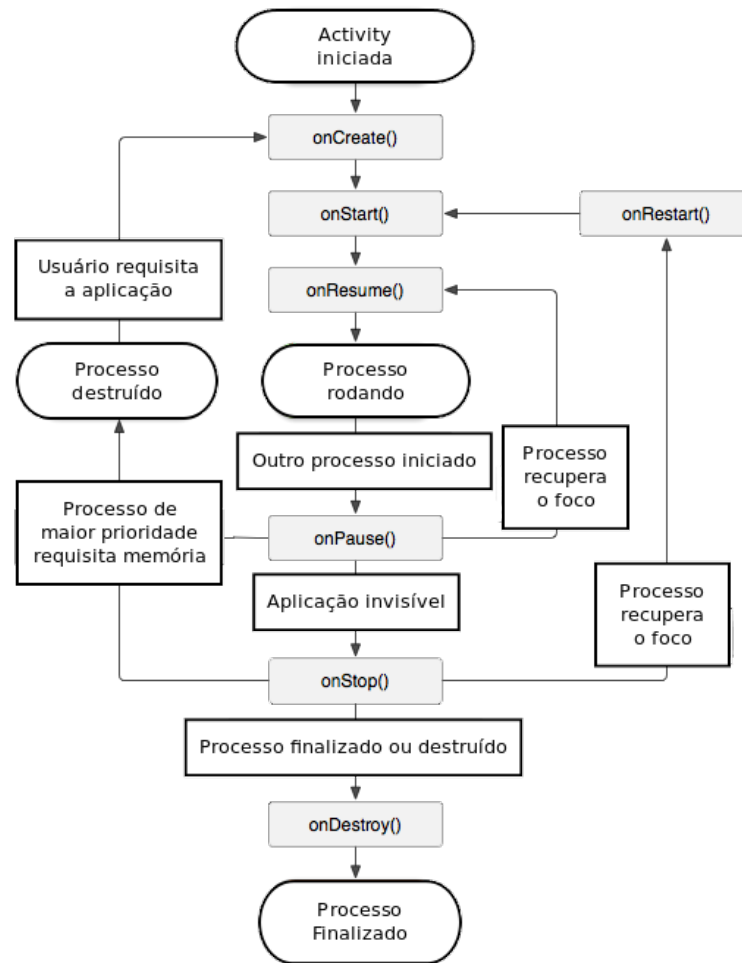 Activity
iniciada
onCreate()
onStart()
onRestart()
Usuário requisita
a aplicação
onResume()
Processo
destruído
Processo
rodando
Outro processo iniciado
Processo
recupera
o foco
Processo de
maior prioridade
requisita memória
onPause()
Aplicação invisível
Processo
recupera
o foco
onStop()
Processo finalizado ou destruído
onDestroy()
Processo
Finalizado